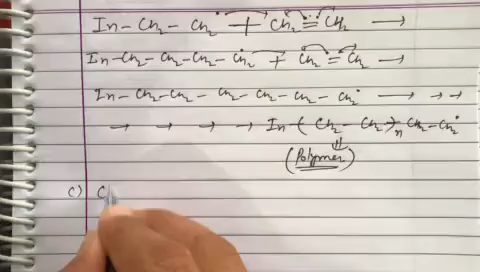 In-CH₂-CH₂• + CH₂=CH₂ →
In-CH₂-CH₂-CH₂-CH₂• + CH₂=CH₂ →
In-CH₂-CH₂-CH₂-CH₂-CH₂-CH₂• → → →
→ → → → In-(CH₂-CH₂)ₙCH₂-CH₂•
(Polymer)
C) C